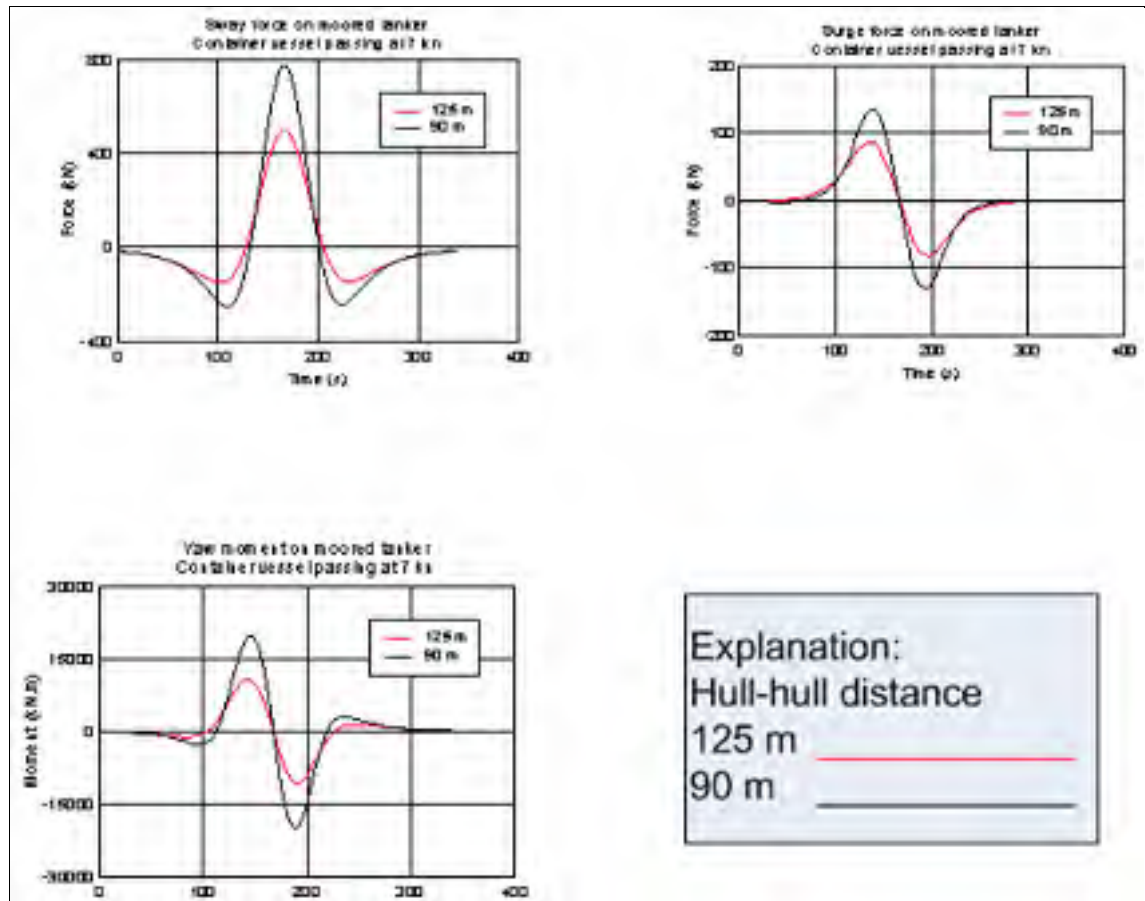 Sway force on moored tanker
Container vessel passing at 7 kn
800
400
0
-400
Force (kN)
125 m
90 m
0 100 200 300 400
Time (s)
Surge force on moored tanker
Container vessel passing at 7 kn
200
100
0
-100
-200
Force (kN)
125 m
90 m
0 100 200 300 400
Time (s)
Yaw moment on moored tanker
Container vessel passing at 7 kn
30000
15000
0
-15000
-30000
Moment (kN.m)
125 m
90 m
0 100 200 300 400
Explanation:
Hull-hull distance
125 m
90 m